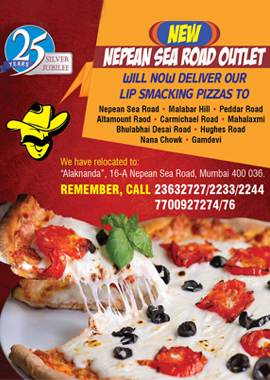 25
YEARS
SILVER
JUBILEE
NEW
NEPEAN SEA ROAD OUTLET
WILL NOW DELIVER OUR
LIP SMACKING PIZZAS TO
Nepean Sea Road • Malabar Hill • Peddar Road
Altamount Raod • Carmichael Road • Mahalaxmi
Bhulabhai Desai Road • Hughes Road
Nana Chowk • Gamdevi
We have relocated to:
"Alaknanda", 16-A Nepean Sea Road, Mumbai 400 036.
REMEMBER, CALL 23632727/2233/2244
7700927274/76